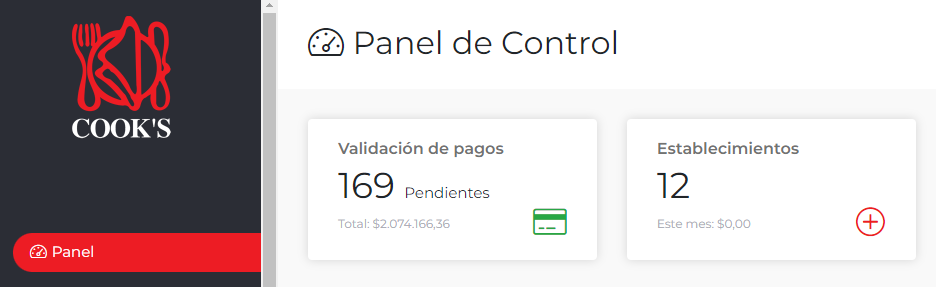 COOK'S
Panel
Panel de Control
Validación de pagos
169 Pendientes
Total: $2.074.166,36
Establecimientos
12
Este mes: $0,00